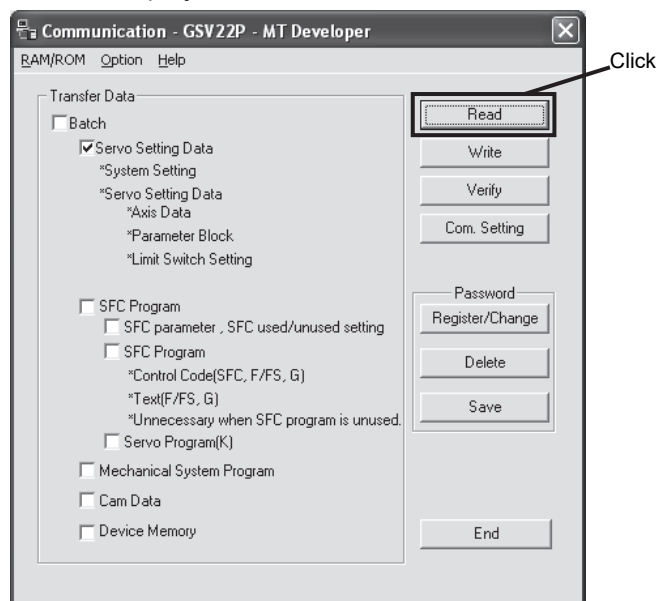 Communication - GSV22P - MT Developer
RAM/ROM Option Help
Click
Transfer Data
Batch
Servo Setting Data
*System Setting
*Servo Setting Data
*Axis Data
*Parameter Block
*Limit Switch Setting
SFC Program
SFC parameter , SFC used/unused setting
SFC Program
*Control Code(SFC, F/FS, G)
*Text(F/FS, G)
*Unnecessary when SFC program is unused.
Servo Program(K)
Mechanical System Program
Cam Data
Device Memory
Read
Write
Verify
Com. Setting
Password
Register/Change
Delete
Save
End